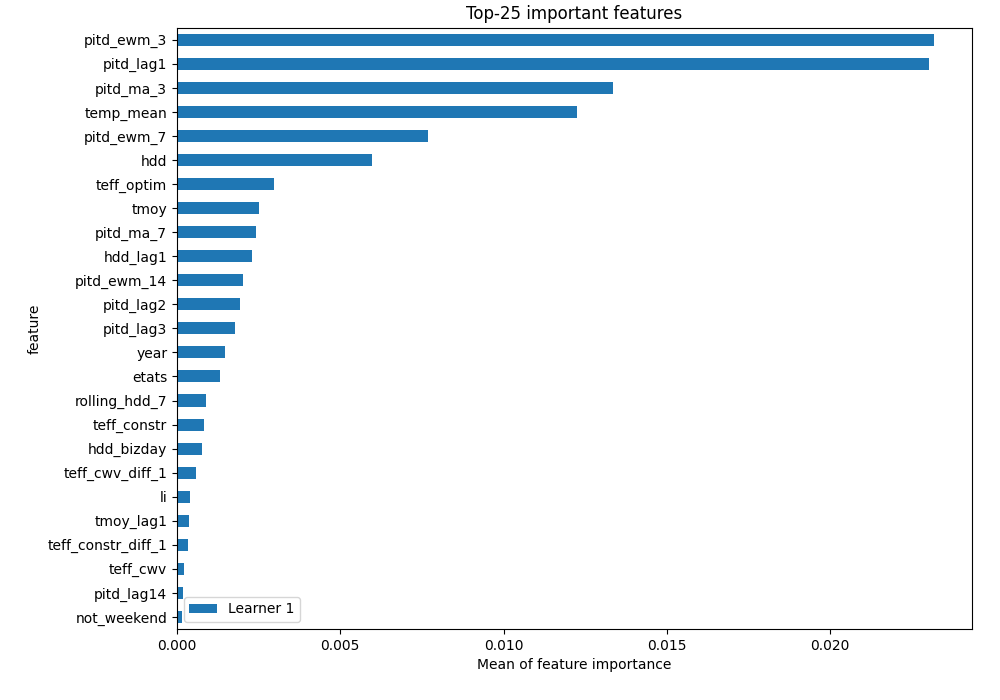 Top-25 important features
pitd_ewm_3
pitd_lag1
pitd_ma_3
temp_mean
pitd_ewm_7
hdd
teff_optim
tmoy
pitd_ma_7
hdd_lag1
pitd_ewm_14
pitd_lag2
pitd_lag3
year
etats
rolling_hdd_7
teff_constr
hdd_bizday
teff_cwv_diff_1
li
tmoy_lag1
teff_constr_diff_1
teff_cwv
pitd_lag14
not_weekend
feature
Learner 1
0.000 0.005 0.010 0.015 0.020
Mean of feature importance